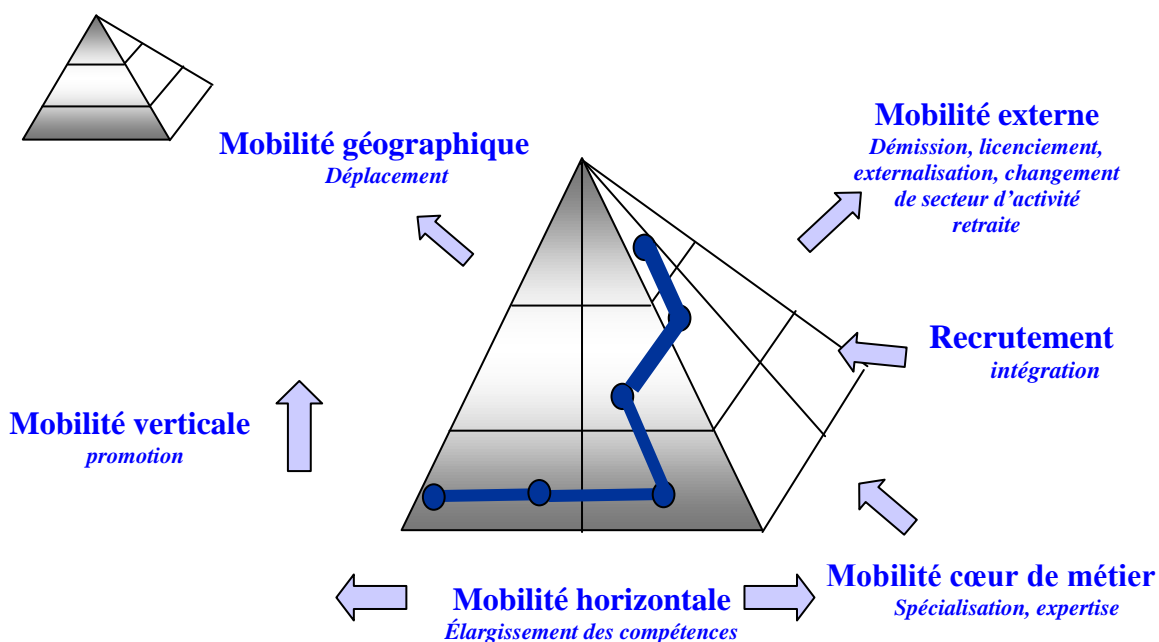 Mobilité géographique
Déplacement
Mobilité externe
Démission, licenciement,
externalisation, changement
de secteur d’activité
retraite
Recrutement
intégration
Mobilité verticale
promotion
Mobilité cœur de métier
Spécialisation, expertise
Mobilité horizontale
Élargissement des compétences